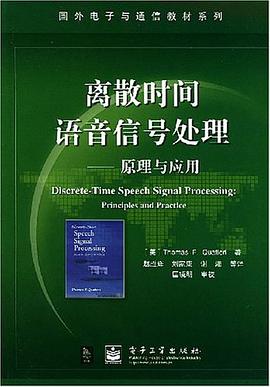 国外电子与通信教材系列
离散时间
语音信号处理
——原理与应用
Discrete-Time Speech Signal Processing:
Principles and Practice
Discrete-Time
Speech
Signal
Processing
[美] Thomas F. Quatieri 著
赵胜辉 刘家康 谢湘 等译
匡镜明 审校
电子工业出版社